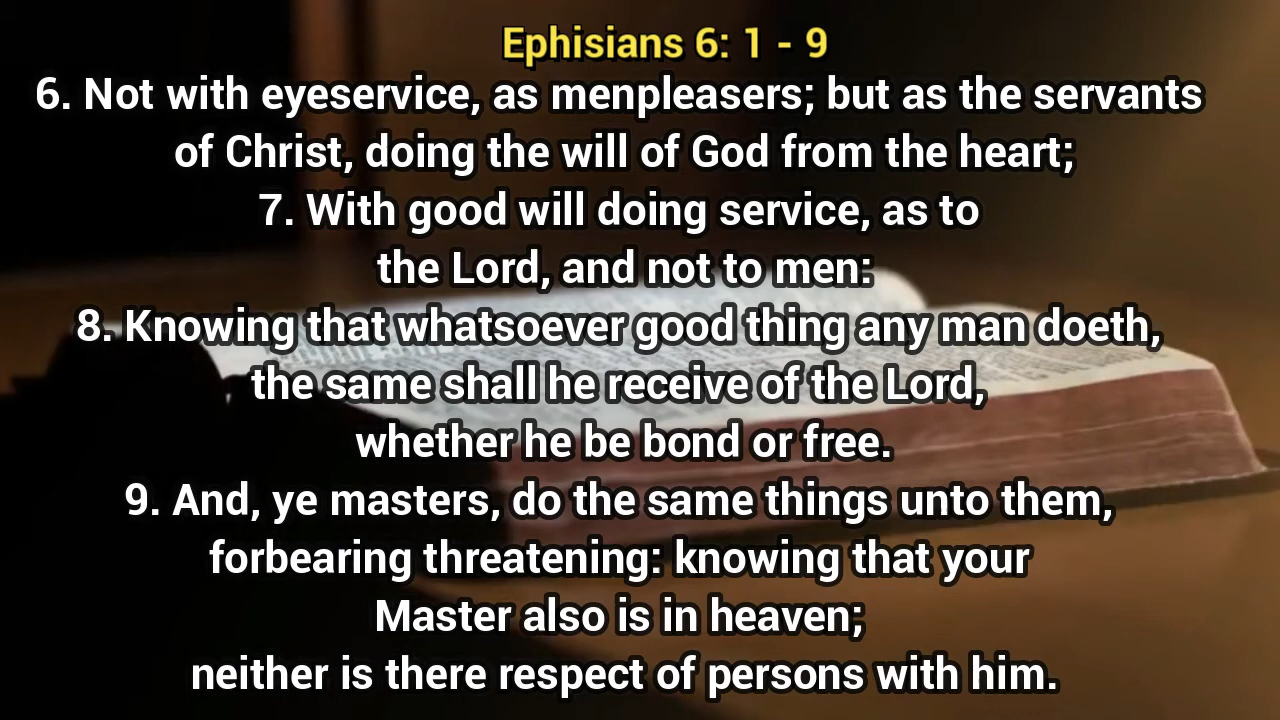 Ephisians 6: 1 - 9
6. Not with eyeservice, as menpleasers; but as the servants
of Christ, doing the will of God from the heart;
7. With good will doing service, as to
the Lord, and not to men:
8. Knowing that whatsoever good thing any man doeth,
the same shall he receive of the Lord,
whether he be bond or free.
9. And, ye masters, do the same things unto them,
forbearing threatening: knowing that your
Master also is in heaven;
neither is there respect of persons with him.